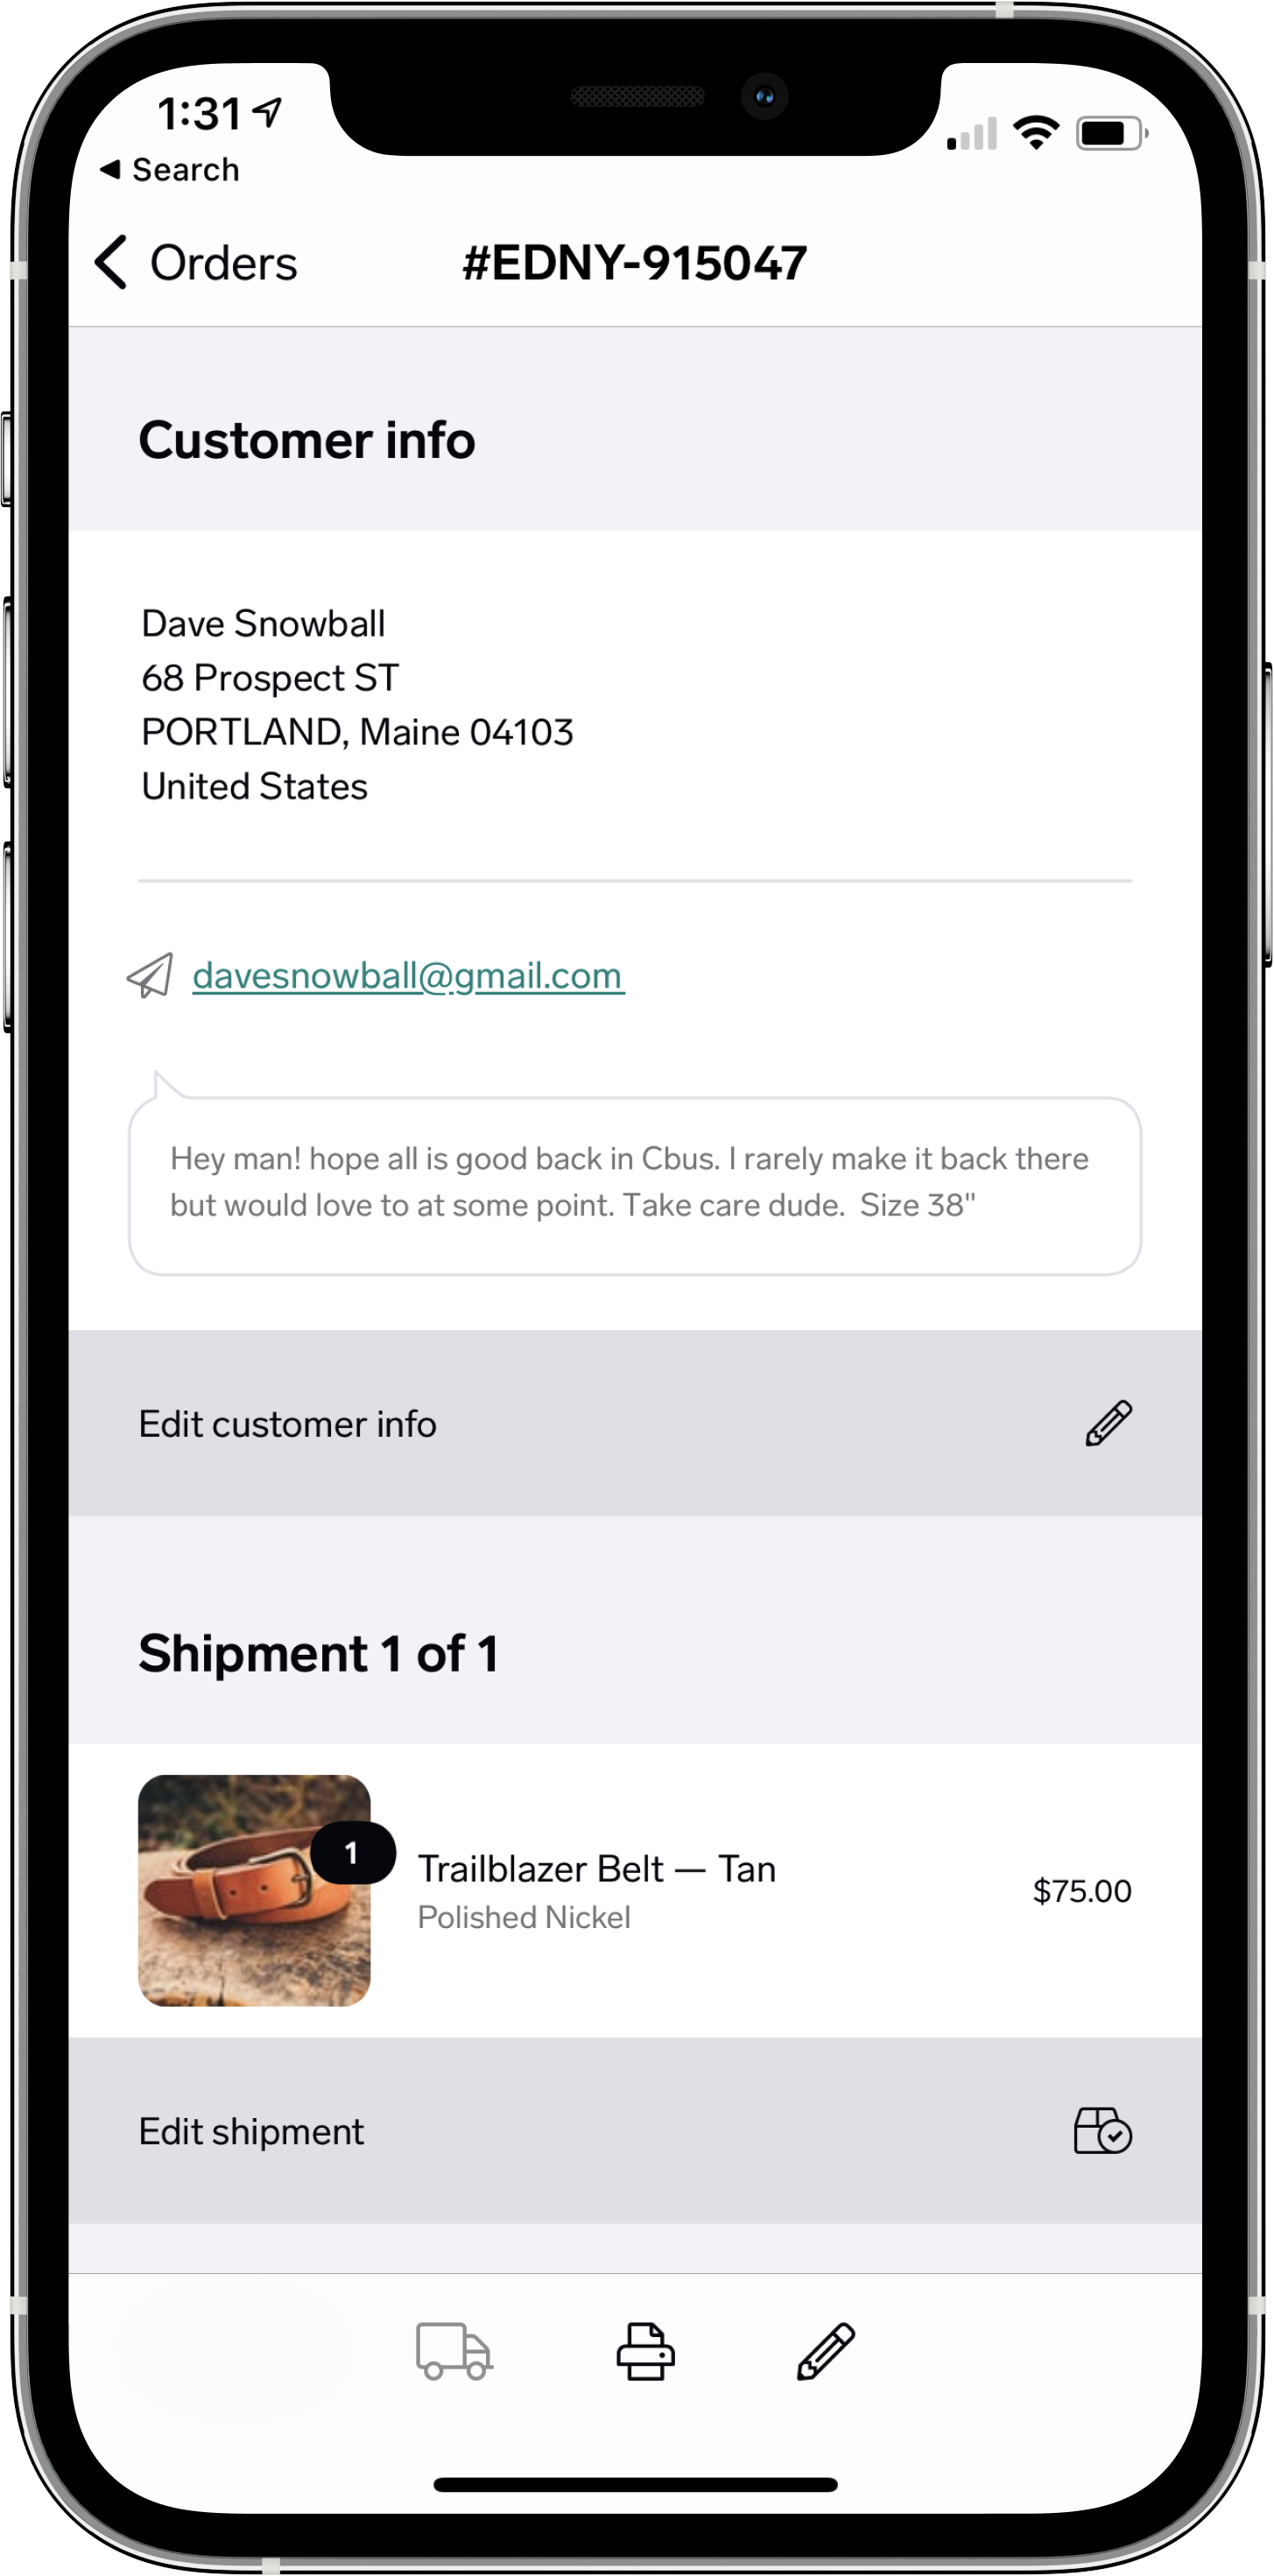 1:31
◀ Search
Orders
#EDNY-915047
Customer info
Dave Snowball
68 Prospect ST
PORTLAND, Maine 04103
United States
davesnowball@gmail.com
Hey man! hope all is good back in Cbus. I rarely make it back there
but would love to at some point. Take care dude.  Size 38"
Edit customer info
Shipment 1 of 1
1
Trailblazer Belt — Tan
Polished Nickel
$75.00
Edit shipment